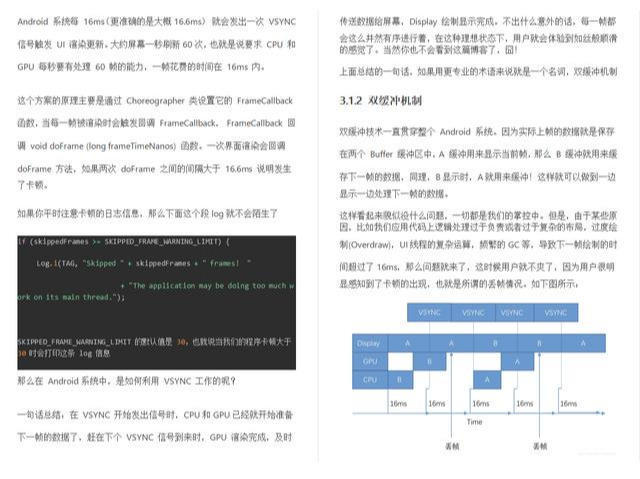 Android 系统每 16ms（更准确的是大概 16.6ms）就会发出一次 VSYNC
信号触发 UI 渲染更新。大约屏幕一秒刷新 60 次，也就是说要求 CPU 和
GPU 每秒要有处理 60 帧的能力，一帧花费的时间在 16ms 内。
这个方案的原理主要是通过 Choreographer 类设置它的 FrameCallback
函数，当每一帧被渲染时会触发回调 FrameCallback， FrameCallback 回
调 void doFrame (long frameTimeNanos) 函数。一次界面渲染会回调
doFrame 方法，如果两次 doFrame 之间的间隔大于 16.6ms 说明发生
了卡顿。
如果你平时注意卡顿的日志信息，那么下面这个段 log 就不会陌生了
if (skippedFrames >= SKIPPED_FRAME_WARNING_LIMIT) {
Log.i(TAG, "Skipped " + skippedFrames + " frames! "
+ "The application may be doing too much w
ork on its main thread.");
SKIPPED_FRAME_WARNING_LIMIT 的默认值是 30，也就说当我们的程序卡顿大于
30 时会打印这条 log 信息
那么在 Android 系统中，是如何利用 VSYNC 工作的呢？
一句话总结，在 VSYNC 开始发出信号时，CPU 和 GPU 已经就开始准备
下一帧的数据了，赶在下个 VSYNC 信号到来时，GPU 渲染完成，及时
传送数据给屏幕，Display 绘制显示完成。不出什么意外的话，每一帧都
会这么井然有序进行着，在这种理想状态下，用户就会体验到如丝般顺滑
的感觉了。当然你也不会看到这篇博客了，囧！
上面总结的一句话，如果用更专业的术语来说就是一个名词，双缓冲机制
3.1.2 双缓冲机制
双缓冲技术一直贯穿整个 Android 系统。因为实际上帧的数据就是保存
在两个 Buffer 缓冲区中，A 缓冲用来显示当前帧，那么 B 缓冲就用来缓
存下一帧的数据，同理，B 显示时，A 就用来缓冲！这样就可以做到一边
显示一边处理下一帧的数据。
这样看起来貌似没什么问题，一切都是我们的掌控中。但是，由于某些原
因，比如我们应用代码上逻辑处理过于负责或者过于复杂的布局，过度绘
制(Overdraw)，UI 线程的复杂运算，频繁的 GC 等，导致下一帧绘制的时
间超过了 16ms，那么问题就来了，这时候用户就不爽了，因为用户很明
显感知到了卡顿的出现，也就是所谓的丢帧情况。如下图所示：
VSYNC VSYNC VSYNC VSYNC
Display A A B B A
GPU B A
CPU B A
16ms 16ms 16ms 16ms 16ms
Time
丢帧 丢帧